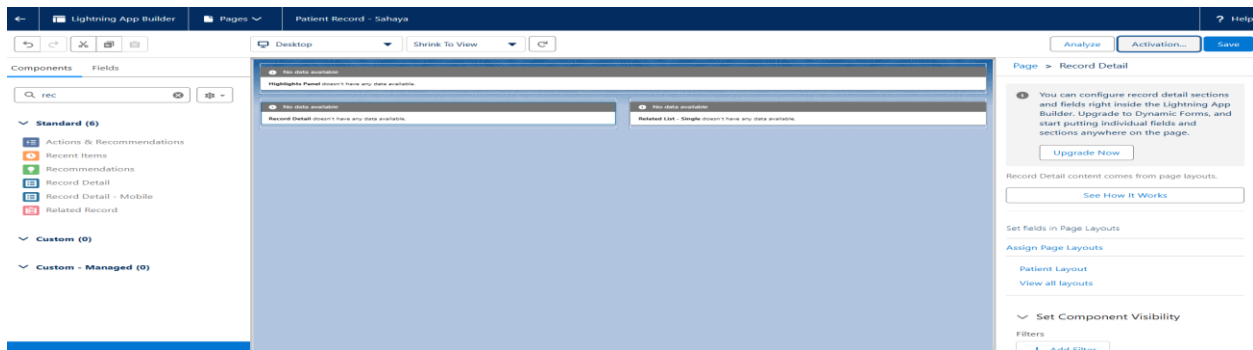 Lightning App Builder
Pages
Patient Record - Sahaya
? Help
Desktop
Shrink To View
Analyze
Activation...
Save
Components
Fields
rec
Standard (6)
Actions & Recommendations
Recent Items
Recommendations
Record Detail
Record Detail - Mobile
Related Record
Custom (0)
Custom - Managed (0)
No data available
Highlights Panel doesn't have any data available.
No data available
Record Detail doesn't have any data available.
No data available
Related List - Single doesn't have any data available.
Page > Record Detail
You can configure record detail sections
and fields right inside the Lightning App
Builder. Upgrade to Dynamic Forms, and
start putting individual fields and
sections anywhere on the page.
Upgrade Now
Record Detail content comes from page layouts.
See How It Works
Set fields in Page Layouts
Assign Page Layouts
Patient Layout
View all layouts
Set Component Visibility
Filters
+ Add Filter